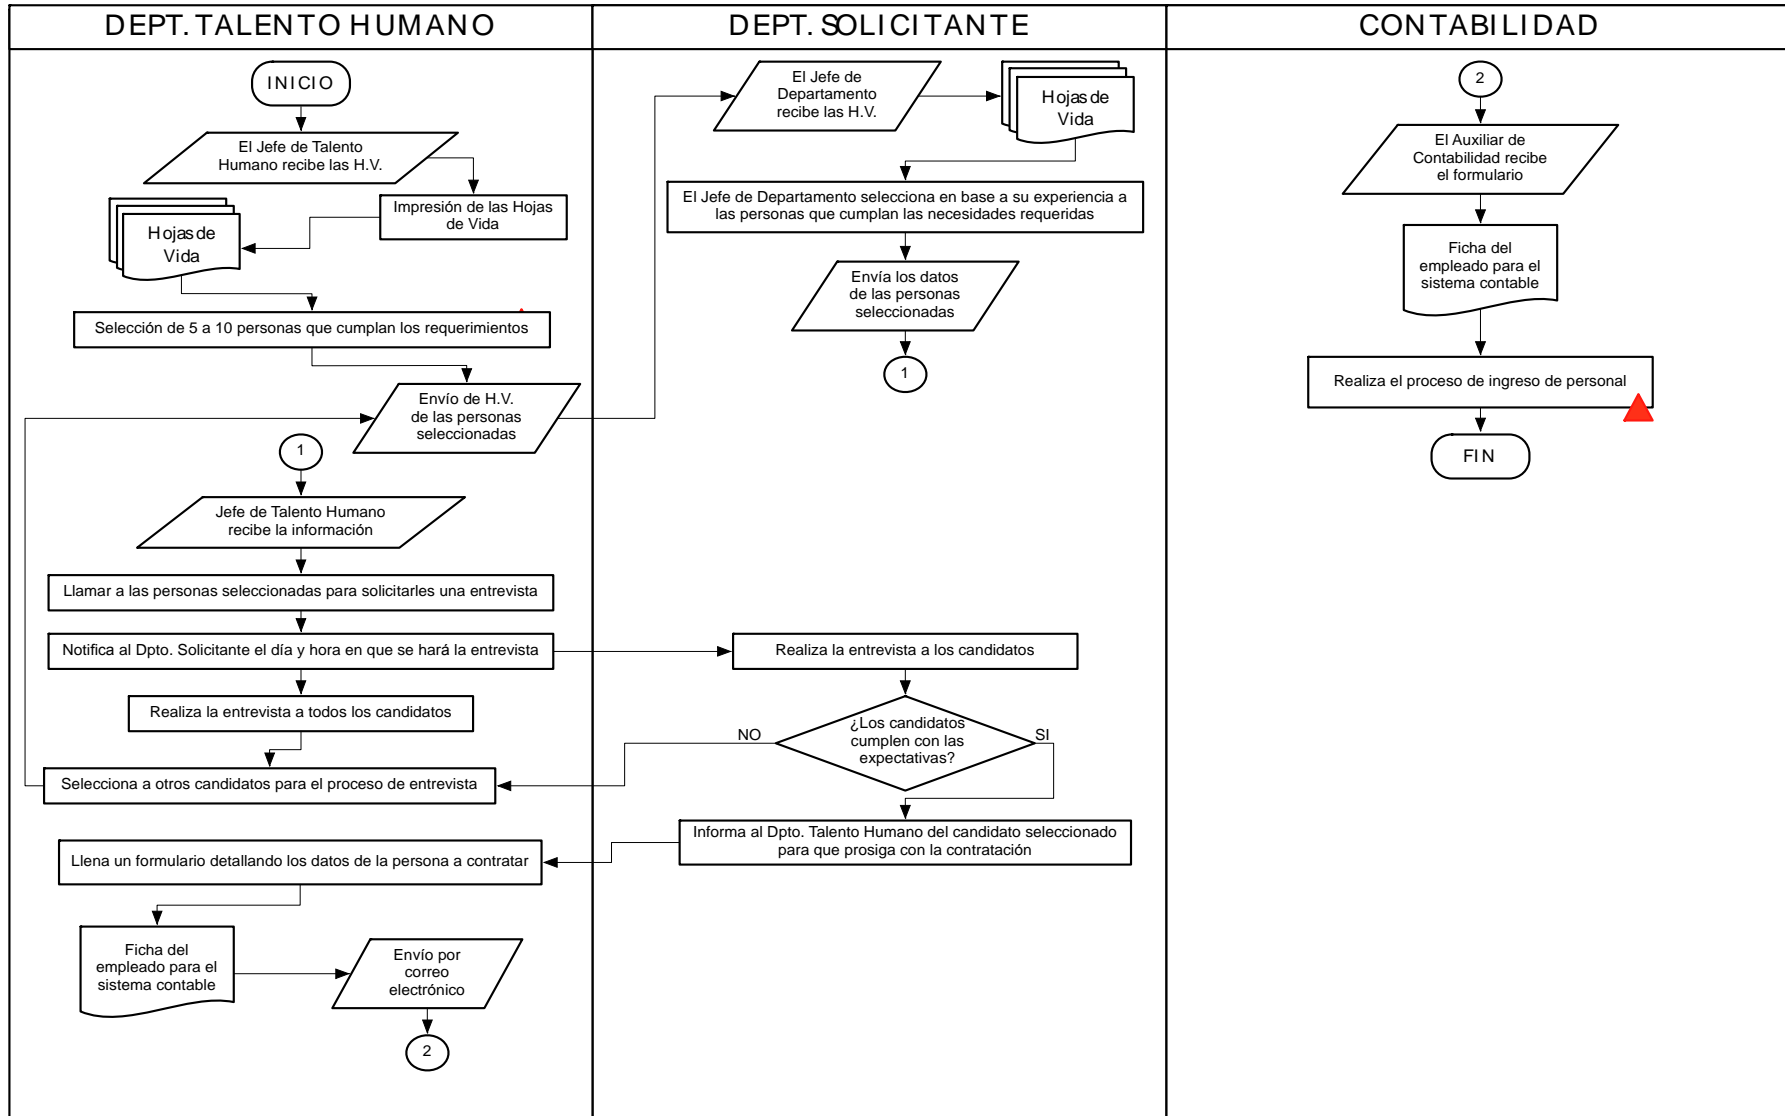 DEPT. TALENTO HUMANO
DEPT. SOLICITANTE
CONTABILIDAD
INICIO
El Jefe de Talento
Humano recibe las H.V.
Impresión de las Hojas
de Vida
Hojas de
Vida
Selección de 5 a 10 personas que cumplan los requerimientos
Envío de H.V.
de las personas
seleccionadas
1
Jefe de Talento Humano
recibe la información
Llamar a las personas seleccionadas para solicitarles una entrevista
Notifica al Dpto. Solicitante el día y hora en que se hará la entrevista
Realiza la entrevista a todos los candidatos
Selecciona a otros candidatos para el proceso de entrevista
Llena un formulario detallando los datos de la persona a contratar
Ficha del
empleado para el
sistema contable
Envío por
correo
electrónico
2
El Jefe de
Departamento
recibe las H.V.
Hojas de
Vida
El Jefe de Departamento selecciona en base a su experiencia a
las personas que cumplan las necesidades requeridas
Envía los datos
de las personas
seleccionadas
1
Realiza la entrevista a los candidatos
¿Los candidatos
cumplen con las
expectativas?
NO
SI
Informa al Dpto. Talento Humano del candidato seleccionado
para que prosiga con la contratación
2
El Auxiliar de
Contabilidad recibe
el formulario
Ficha del
empleado para el
sistema contable
Realiza el proceso de ingreso de personal
FIN